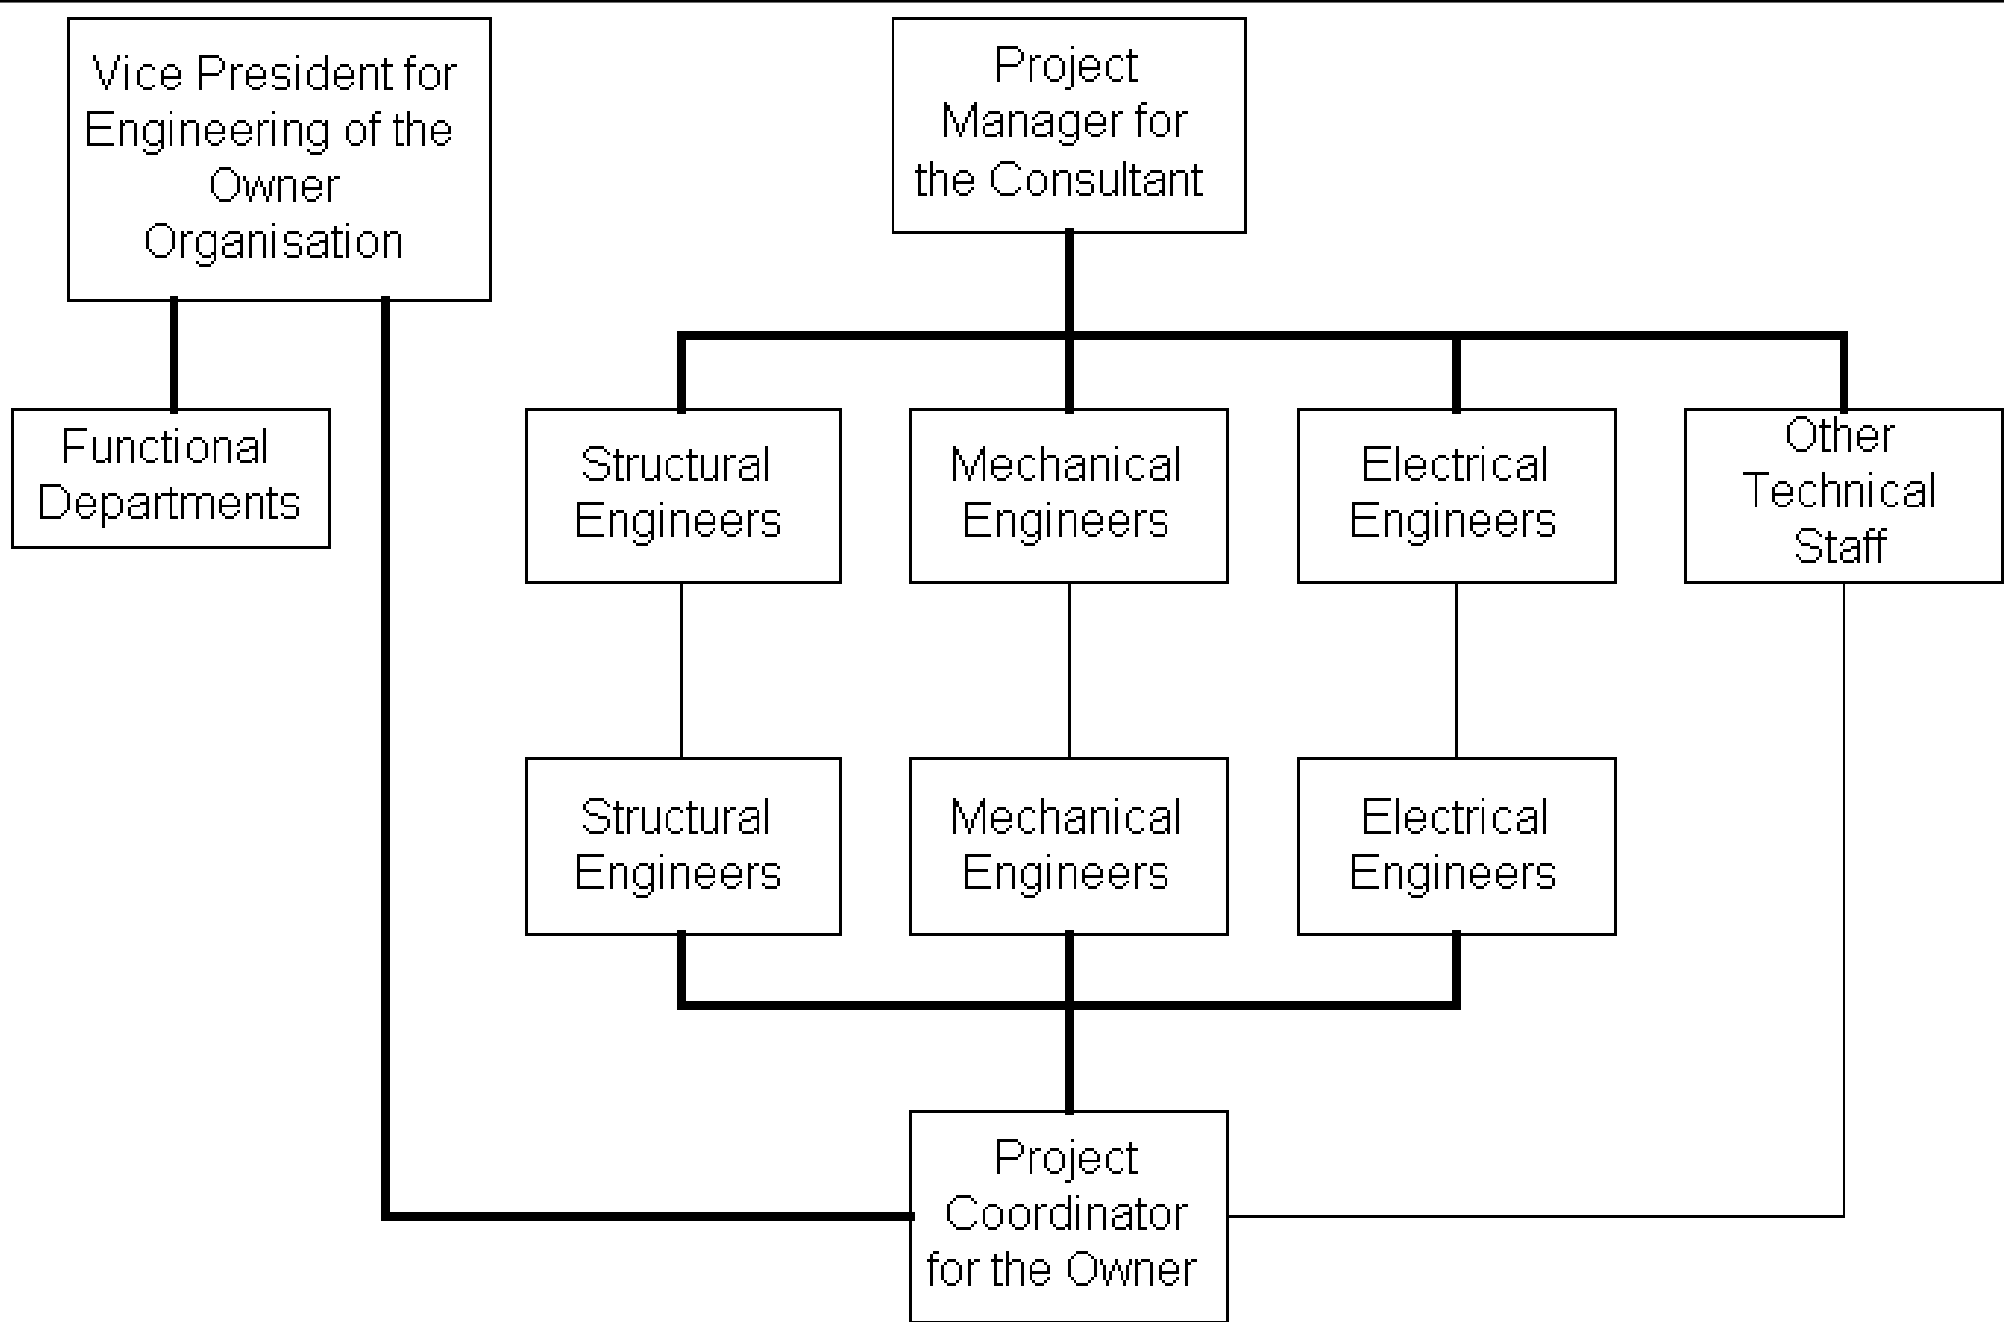 Vice President for
Engineering of the
Owner
Organisation
Project
Manager for
the Consultant
Functional
Departments
Structural
Engineers
Mechanical
Engineers
Electrical
Engineers
Other
Technical
Staff
Structural
Engineers
Mechanical
Engineers
Electrical
Engineers
Project
Coordinator
for the Owner